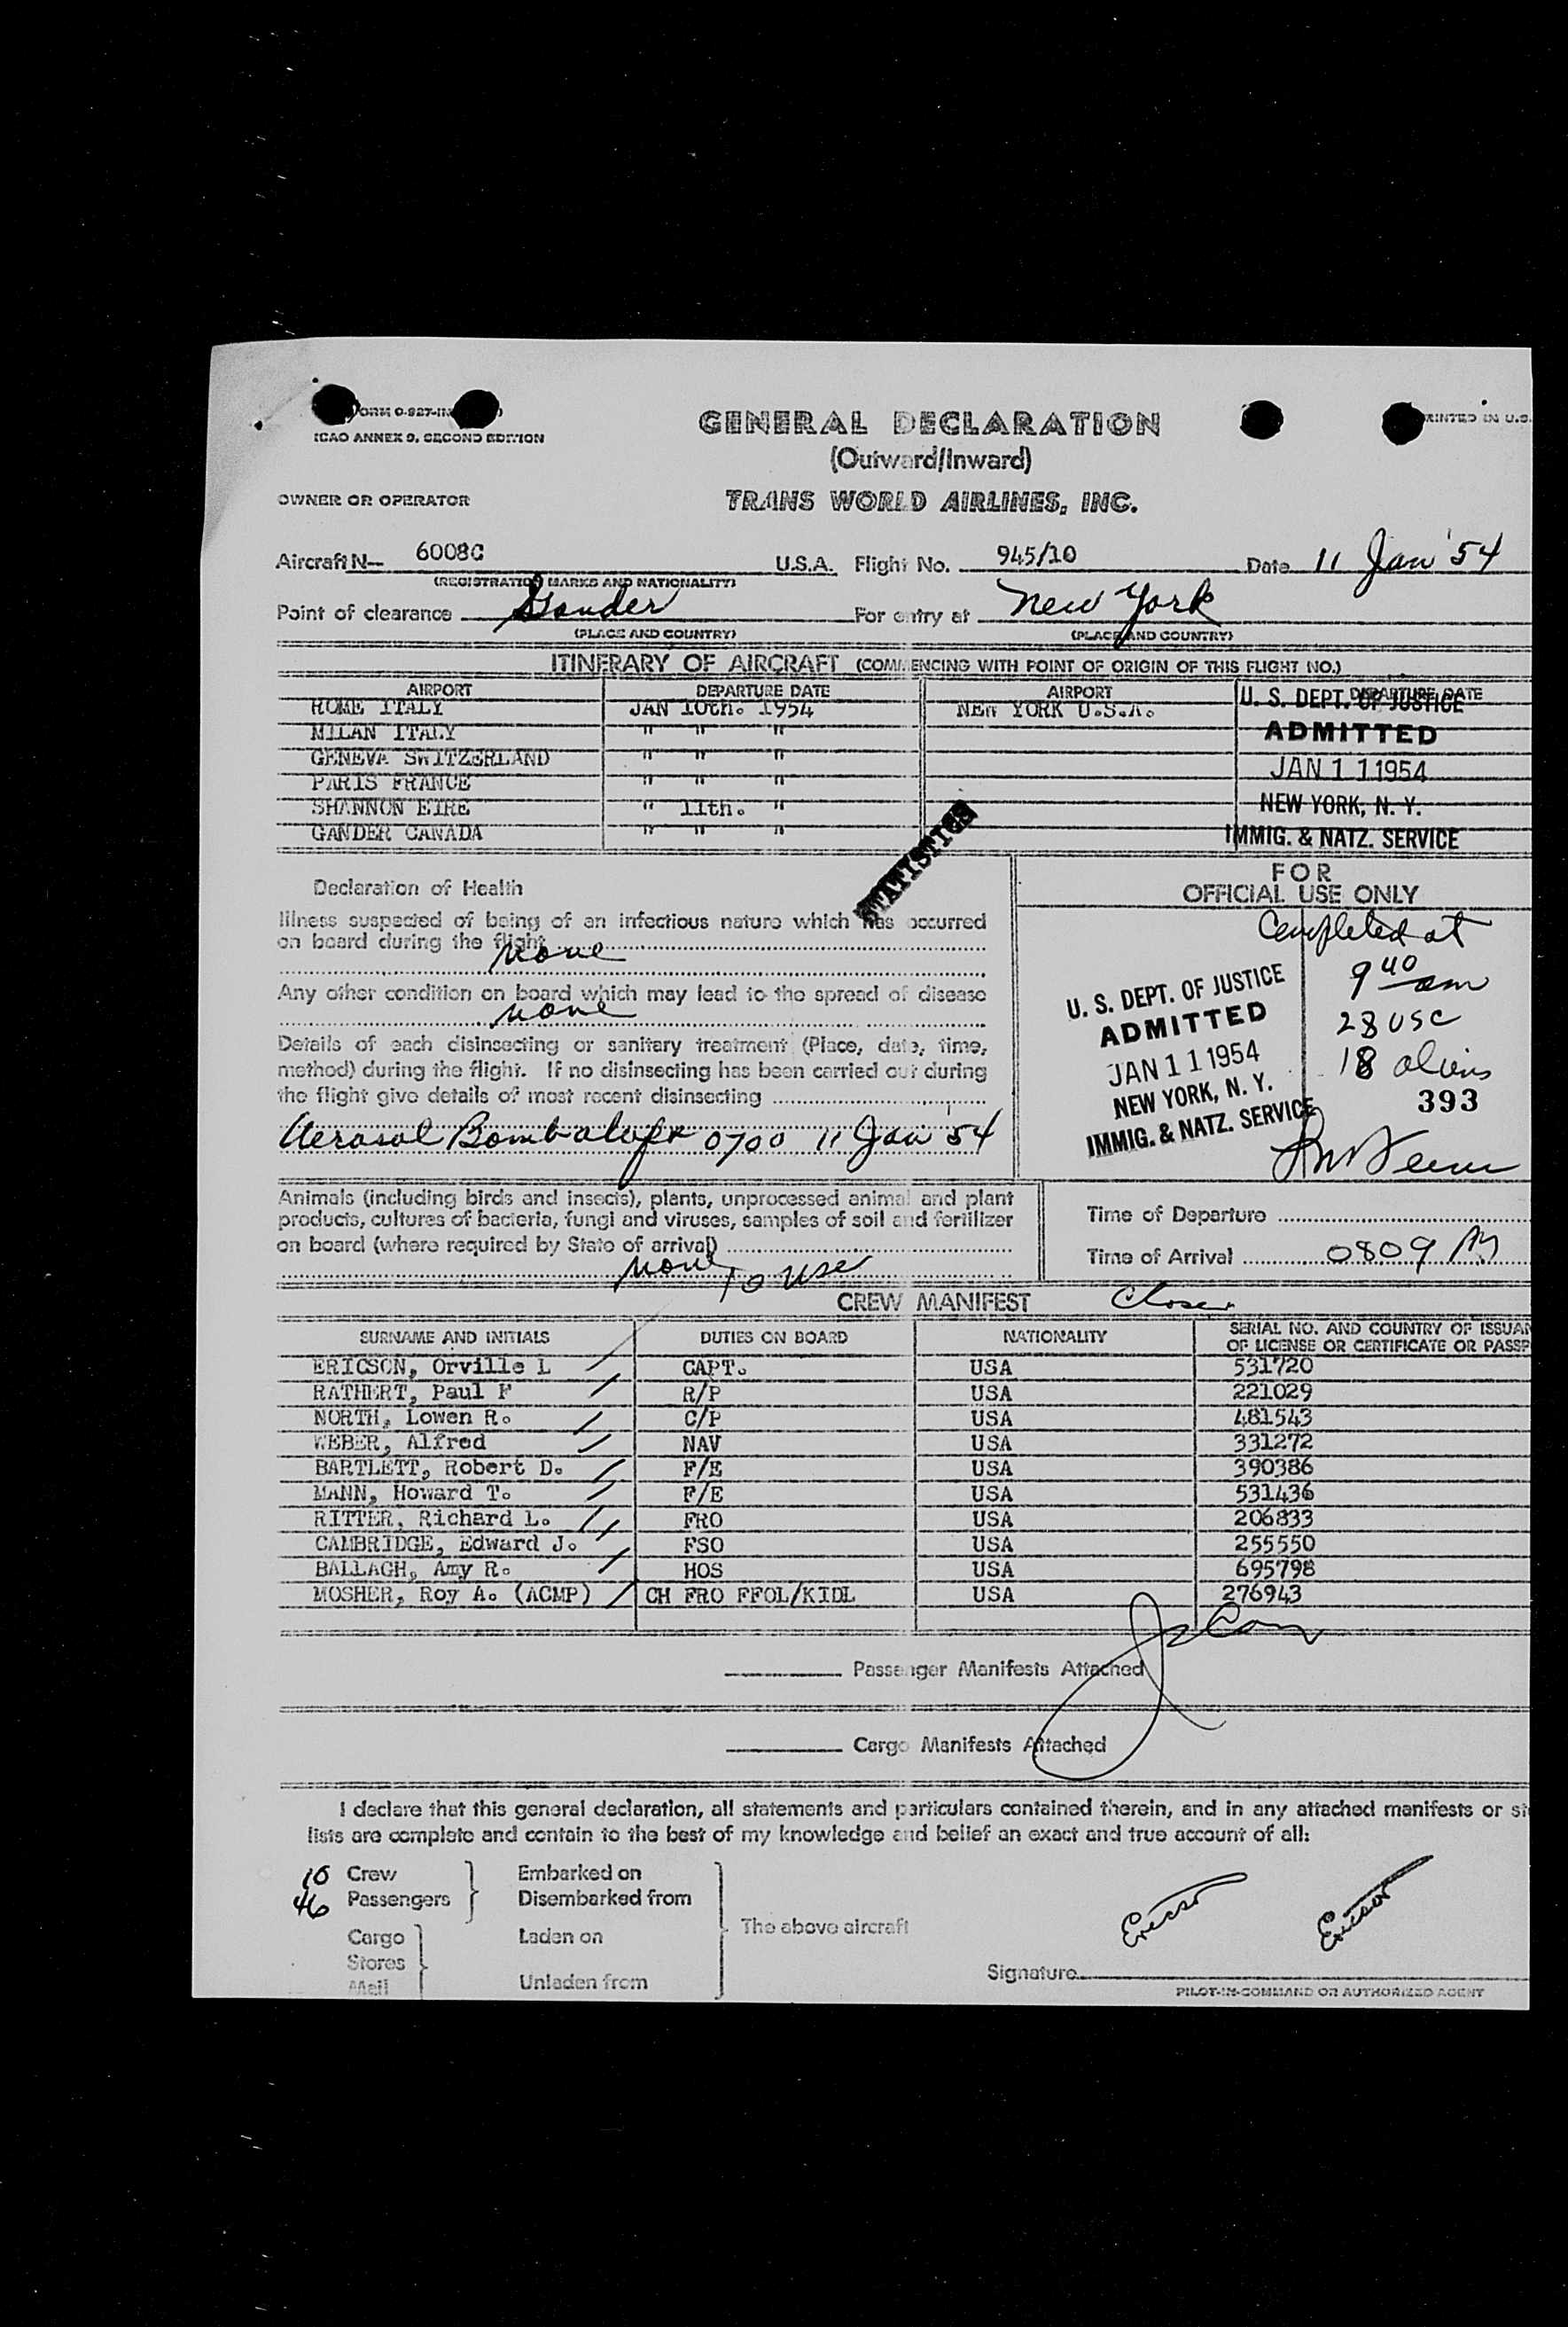 ICAO ANNEX 9, SECOND EDITION
GENERAL DECLARATION
(Outward/Inward)
OWNER OR OPERATOR TRANS WORLD AIRLINES, INC.
Aircraft N— 6008C U.S.A. Flight No. 945/10 Date 11 Jan '54
(REGISTRATION MARKS AND NATIONALITY)
Point of clearance Gander For entry at New York
(PLACE AND COUNTRY) (PLACE AND COUNTRY)
ITINERARY OF AIRCRAFT (COMMENCING WITH POINT OF ORIGIN OF THIS FLIGHT NO.)
AIRPORT DEPARTURE DATE AIRPORT DEPARTURE DATE
ROME ITALY JAN 10th. 1954 NEW YORK U.S.A.
MILAN ITALY " " "
GENEVA SWITZERLAND " " "
PARIS FRANCE " " "
SHANNON EIRE " 11th. "
GANDER CANADA " " "
U. S. DEPT. OF JUSTICE
ADMITTED
JAN 11 1954
NEW YORK, N. Y.
IMMIG. & NATZ. SERVICE
STATISTICS
Declaration of Health
Illness suspected of being of an infectious nature which has occurred
on board during the flight
none
Any other condition on board which may lead to the spread of disease
none
Details of each disinsecting or sanitary treatment (Place, date, time,
method) during the flight. If no disinsecting has been carried out during
the flight give details of most recent disinsecting
Aerosol Bomb 0700 11 Jan '54
FOR
OFFICIAL USE ONLY
Completed at
9 40 am
28 USC
18 aliens
393
U. S. DEPT. OF JUSTICE
ADMITTED
JAN 11 1954
NEW YORK, N. Y.
IMMIG. & NATZ. SERVICE
Animals (including birds and insects), plants, unprocessed animal and plant
products, cultures of bacteria, fungi and viruses, samples of soil and fertilizer
on board (where required by State of arrival)
none
Time of Departure
Time of Arrival 0809
CREW MANIFEST
SURNAME AND INITIALS DUTIES ON BOARD NATIONALITY SERIAL NO. AND COUNTRY OF ISSUAN
OF LICENSE OR CERTIFICATE OR PASSP
ERICSON, Orville L CAPT. USA 531720
RATHERT, Paul F R/P USA 221029
NORTH, Lowen R. C/P USA 481543
WEBER, Alfred NAV USA 331272
BARTLETT, Robert D. F/E USA 390386
MANN, Howard T. F/E USA 531436
RITTER, Richard L. FRO USA 206833
CAMBRIDGE, Edward J. FSO USA 255550
BALLAGH, Amy R. HOS USA 695798
MOSHER, Roy A. (ACMP) CH FRO FFOL/KIDL USA 276943
Passenger Manifests Attached
Cargo Manifests Attached
I declare that this general declaration, all statements and particulars contained therein, and in any attached manifests or
lists are complete and contain to the best of my knowledge and belief an exact and true account of all:
10 Crew Embarked on
46 Passengers Disembarked from
The above aircraft
Cargo Laden on
Stores
Mail Unladen from
Ericson Ericson
Signature
PILOT-IN-COMMAND OR AUTHORIZED AGENT